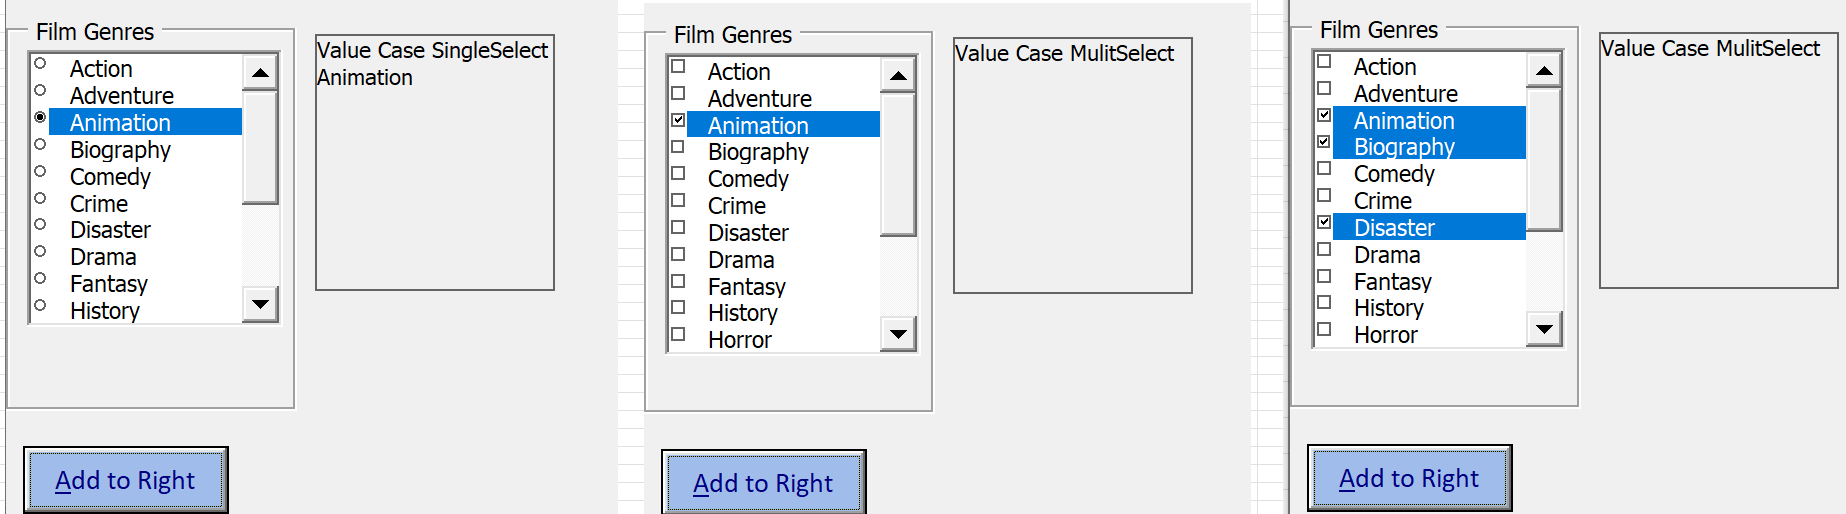 Film Genres
Action
Adventure
Animation
Biography
Comedy
Crime
Disaster
Drama
Fantasy
History
Value Case SingleSelect
Animation
Add to Right
Film Genres
Action
Adventure
Animation
Biography
Comedy
Crime
Disaster
Drama
Fantasy
History
Horror
Value Case MulitSelect
Add to Right
Film Genres
Action
Adventure
Animation
Biography
Comedy
Crime
Disaster
Drama
Fantasy
History
Horror
Value Case MulitSelect
Add to Right